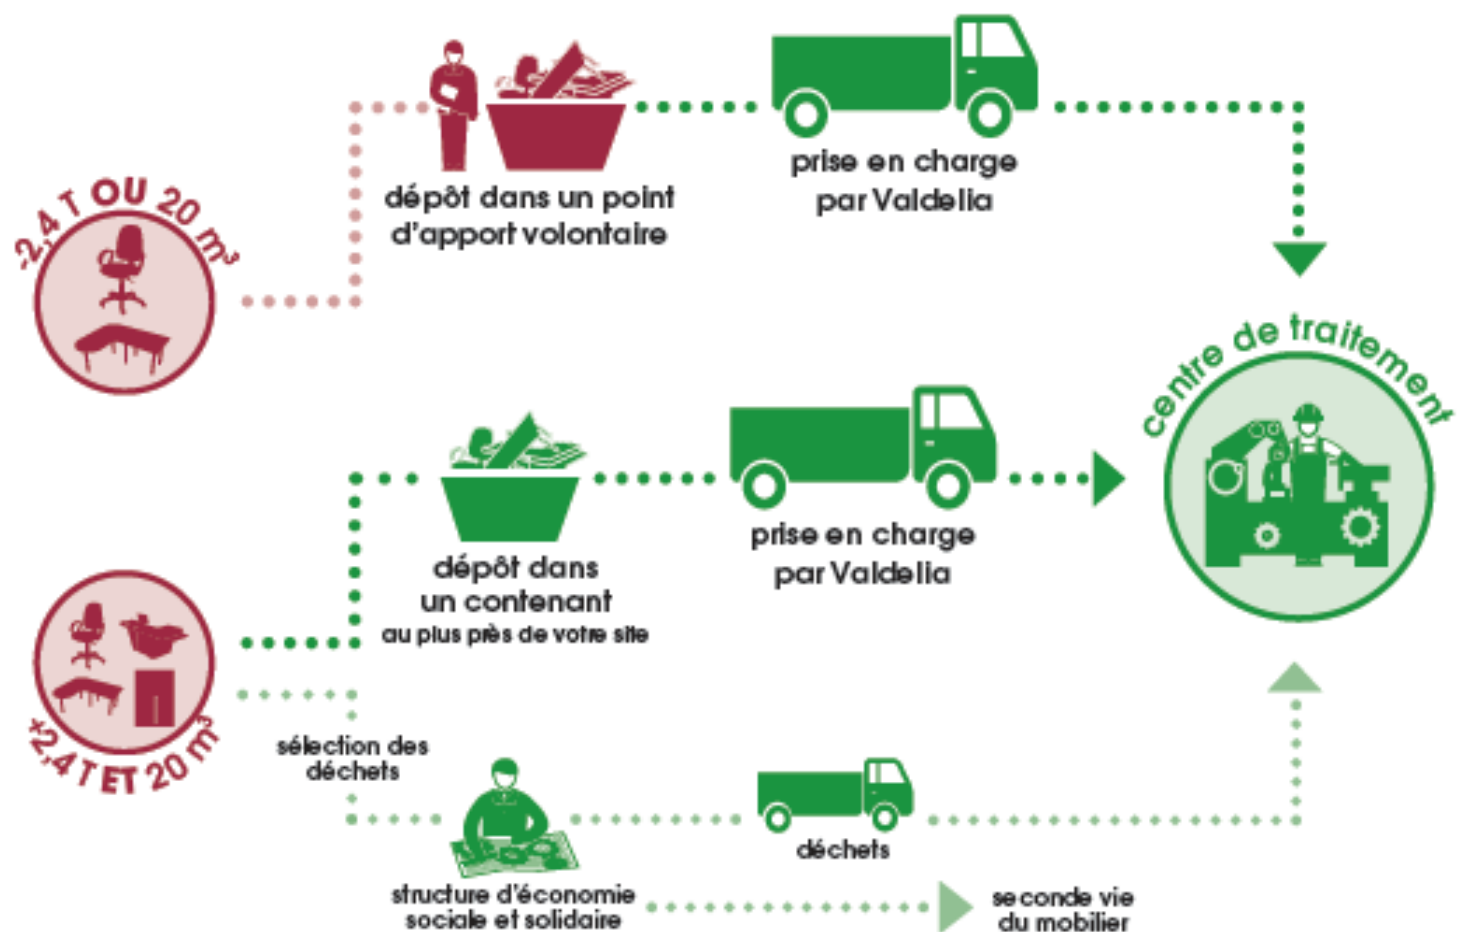 -2,4 T OU 20 m³
dépôt dans un point
d'apport volontaire
prise en charge
par Valdelia
centre de traitement
+2,4 T ET 20 m³
dépôt dans
un contenant
au plus près de votre site
prise en charge
par Valdelia
sélection des
déchets
structure d'économie
sociale et solidaire
déchets
seconde vie
du mobilier